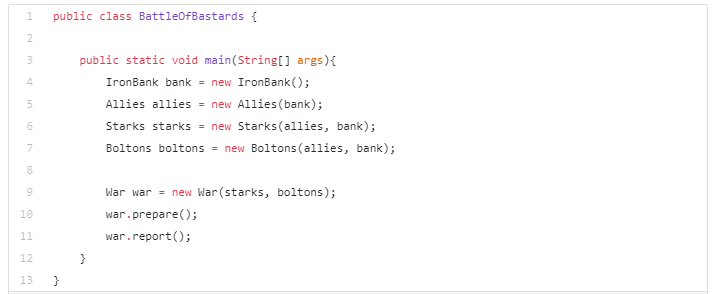 1 public class BattleOfBastards {
2
3 public static void main(String[] args){
4 IronBank bank = new IronBank();
5 Allies allies = new Allies(bank);
6 Starks starks = new Starks(allies, bank);
7 Boltons boltons = new Boltons(allies, bank);
8
9 War war = new War(starks, boltons);
10 war.prepare();
11 war.report();
12 }
13 }